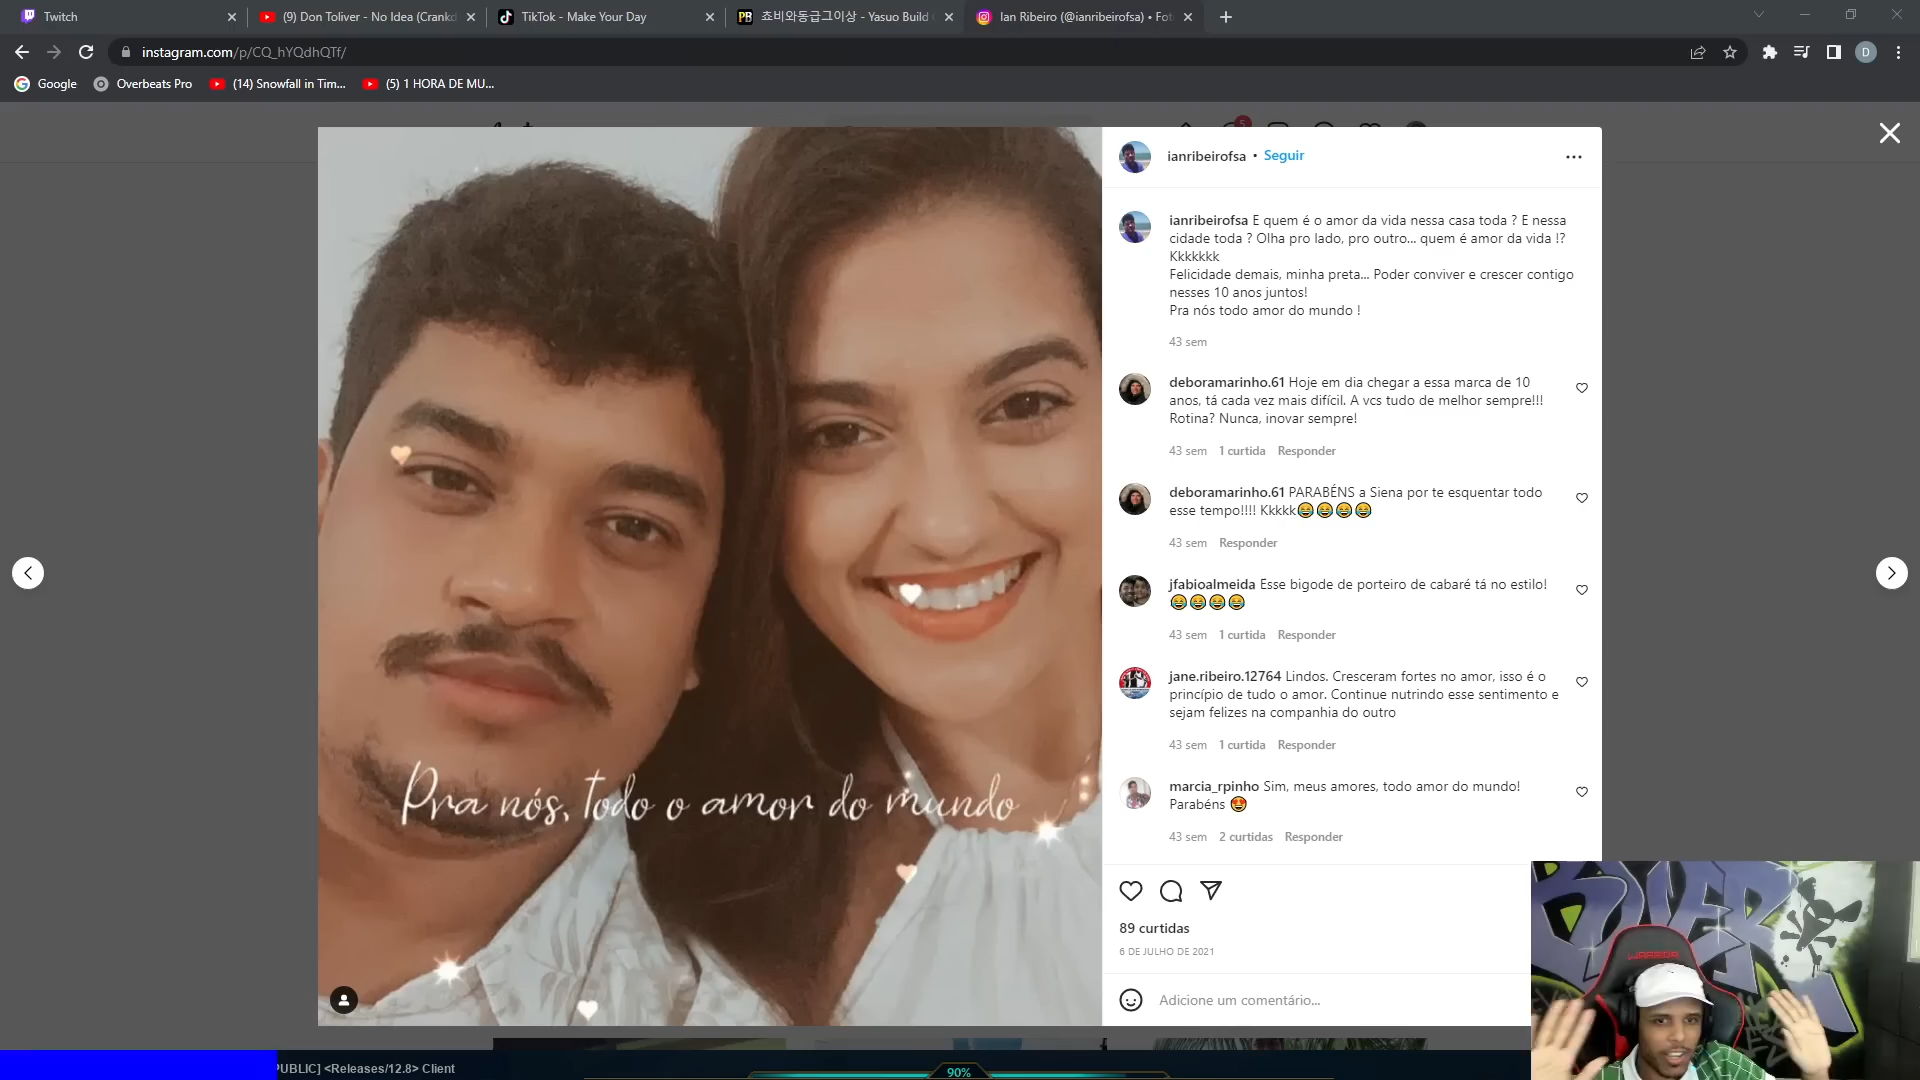 Twitch
(9) Don Toliver - No Idea (Crankd
TikTok - Make Your Day
쵸비와동급그이상 - Yasuo Build
Ian Ribeiro (@ianribeirofsa) • Fot
instagram.com/p/CQ_hYQdhQTf/
D
Google
Overbeats Pro
(14) Snowfall in Tim...
(5) 1 HORA DE MU...
5
ianribeirofsa • Seguir
ianribeirofsa E quem é o amor da vida nessa casa toda ? E nessa
cidade toda ? Olha pro lado, pro outro... quem é amor da vida !?
Kkkkkkk
Felicidade demais, minha preta... Poder conviver e crescer contigo
nesses 10 anos juntos!
Pra nós todo amor do mundo !
43 sem
deboramarinho.61 Hoje em dia chegar a essa marca de 10
anos, tá cada vez mais difícil. A vcs tudo de melhor sempre!!!
Rotina? Nunca, inovar sempre!
43 sem 1 curtida Responder
deboramarinho.61 PARABÉNS a Siena por te esquentar todo
esse tempo!!!! Kkkkk😂😂😂😂
43 sem Responder
jfabioalmeida Esse bigode de porteiro de cabaré tá no estilo!
😂😂😂😂
43 sem 1 curtida Responder
jane.ribeiro.12764 Lindos. Cresceram fortes no amor, isso é o
princípio de tudo o amor. Continue nutrindo esse sentimento e
sejam felizes na companhia do outro
43 sem 1 curtida Responder
marcia_rpinho Sim, meus amores, todo amor do mundo!
Parabéns 😍
43 sem 2 curtidas Responder
Pra nós, todo o amor do mundo
89 curtidas
6 DE JULHO DE 2021
Adicione um comentário...
WARRIOR
PUBLIC] <Releases/12.8> Client
90%